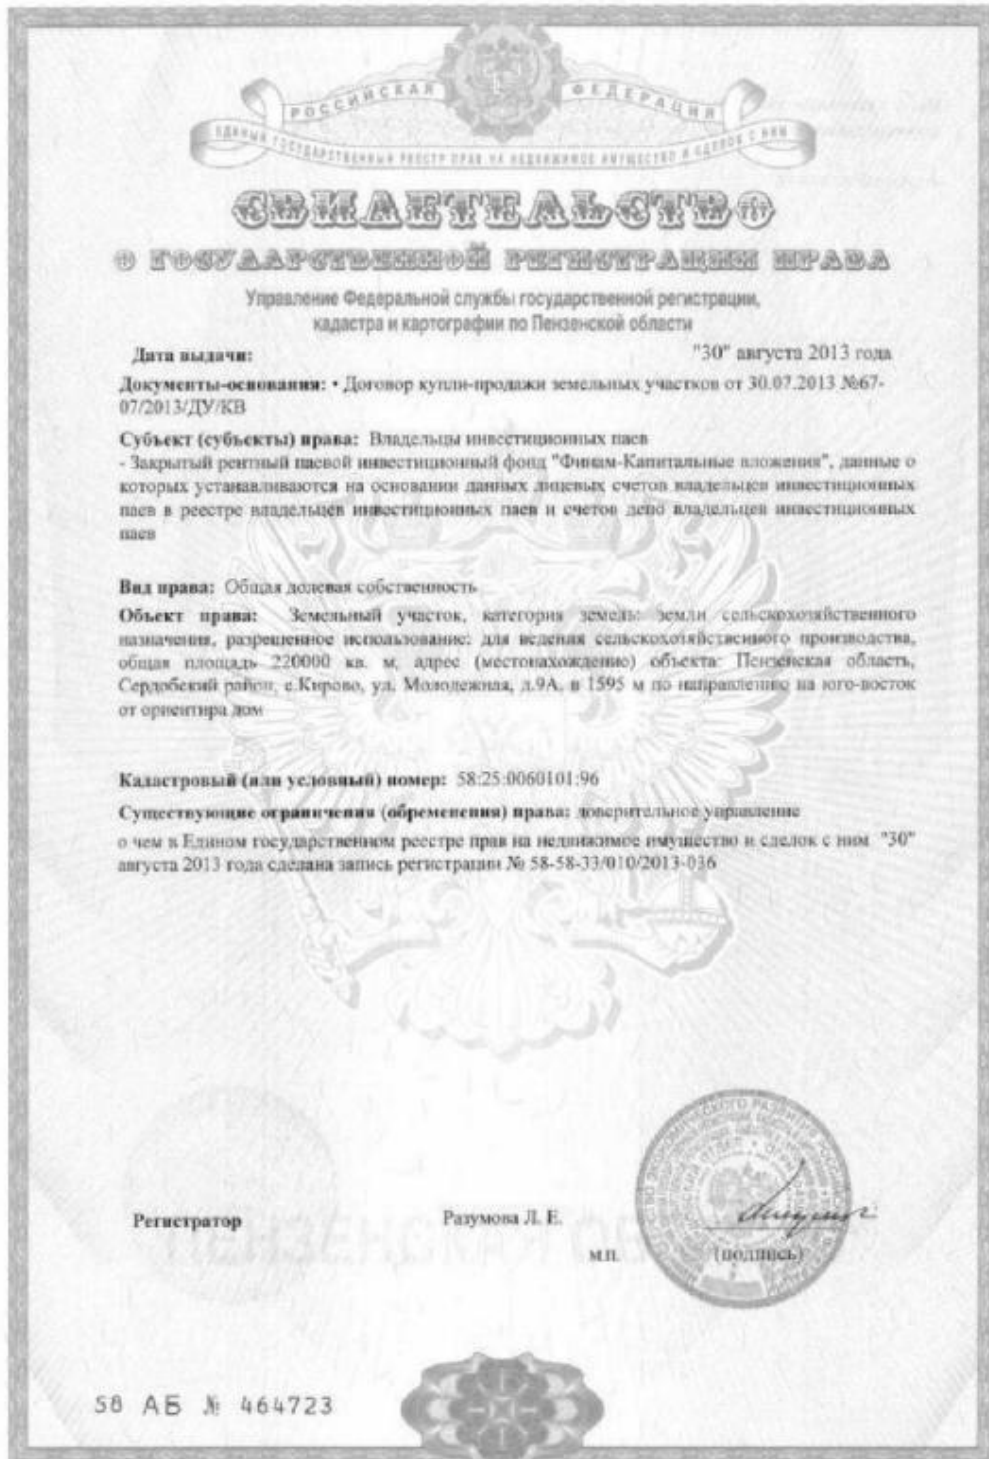 РОССИЙСКАЯ ФЕДЕРАЦИЯ
ЕДИНЫЙ ГОСУДАРСТВЕННЫЙ РЕЕСТР ПРАВ НА НЕДВИЖИМОЕ ИМУЩЕСТВО И СДЕЛОК С НИМ
СВИДЕТЕЛЬСТВО
О ГОСУДАРСТВЕННОЙ РЕГИСТРАЦИИ ПРАВА
Управление Федеральной службы государственной регистрации,
кадастра и картографии по Пензенской области
Дата выдачи: "30" августа 2013 года
Документы-основания: • Договор купли-продажи земельных участков от 30.07.2013 №67-
07/2013/ДУ/КВ
Субъект (субъекты) права: Владельцы инвестиционных паев
- Закрытый рентный паевой инвестиционный фонд "Финам-Капитальные вложения", данные о
которых устанавливаются на основании данных лицевых счетов владельцев инвестиционных
паев в реестре владельцев инвестиционных паев и счетов депо владельцев инвестиционных
паев
Вид права: Общая долевая собственность
Объект права: Земельный участок, категория земель: земли сельскохозяйственного
назначения, разрешенное использование: для ведения сельскохозяйственного производства,
общая площадь 220000 кв. м, адрес (местонахождение) объекта: Пензенская область,
Сердобский район, с.Кирово, ул. Молодежная, д.9А, в 1595 м по направлению на юго-восток
от ориентира дом
Кадастровый (или условный) номер: 58:25:0060101:96
Существующие ограничения (обременения) права: доверительное управление
о чем в Едином государственном реестре прав на недвижимое имущество и сделок с ним "30"
августа 2013 года сделана запись регистрации № 58-58-33/010/2013-036
Регистратор Разумова Л. Е.
м.п. (подпись)
ПЕНЗЕНСКАЯ
58 АБ № 464723